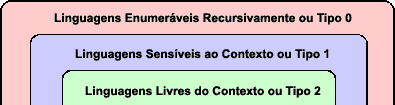 Linguagens Enumeráveis Recursivamente ou Tipo 0
Linguagens Sensíveis ao Contexto ou Tipo 1
Linguagens Livres do Contexto ou Tipo 2